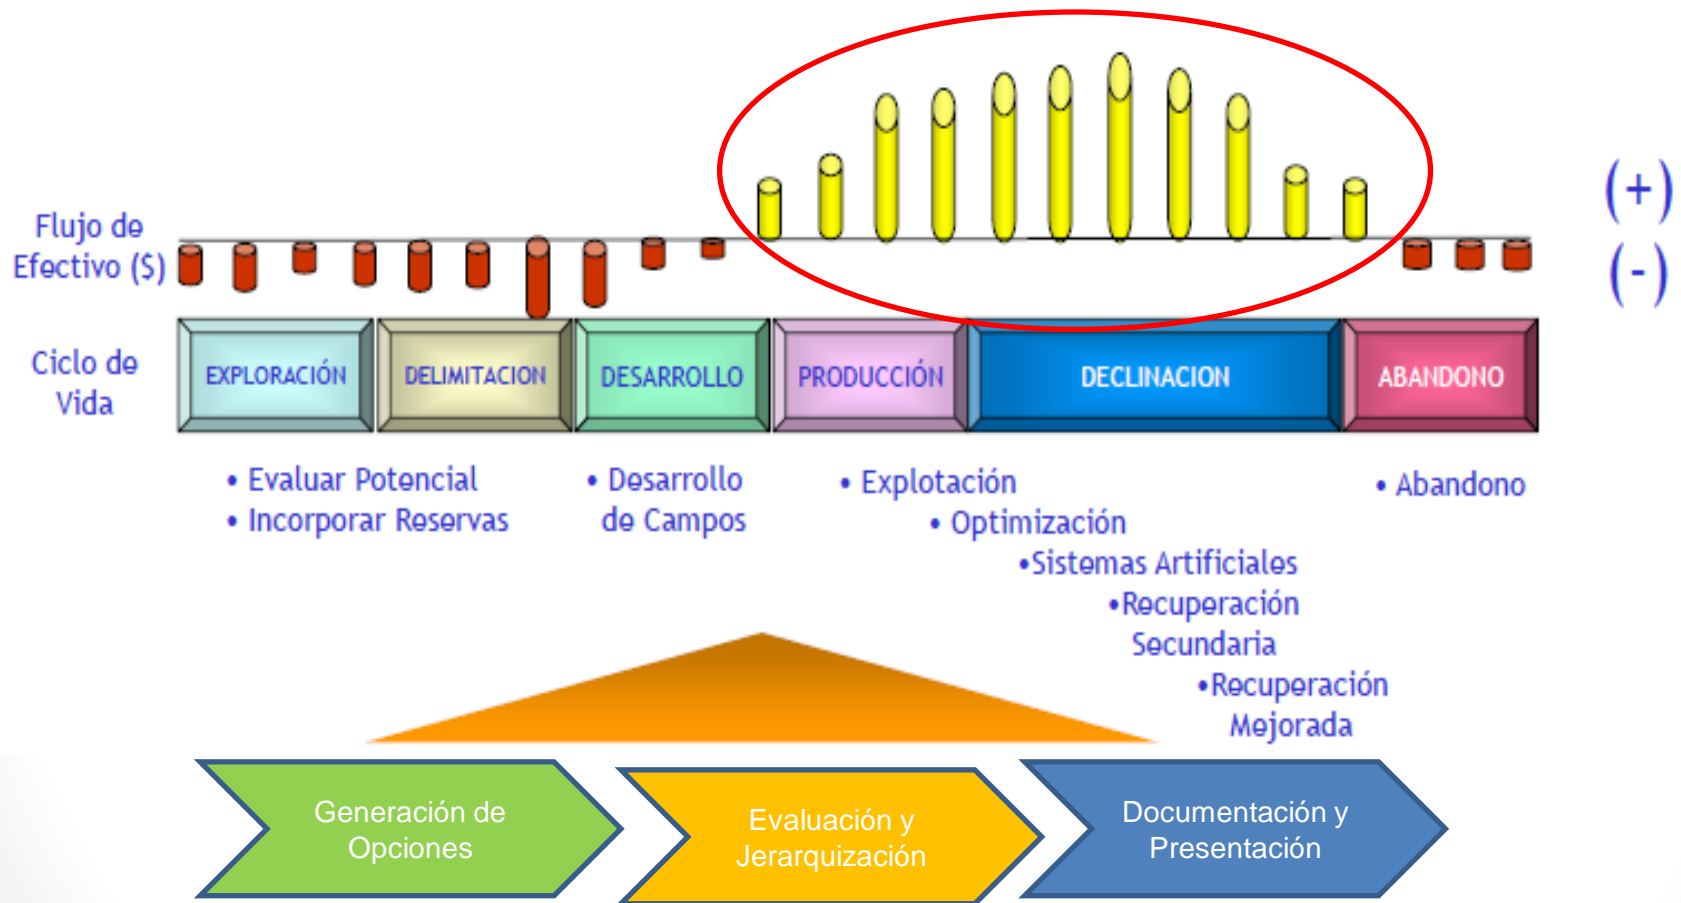 Flujo de
Efectivo ($)
(+)
(-)
Ciclo de
Vida
EXPLORACIÓN
DELIMITACION
DESARROLLO
PRODUCCIÓN
DECLINACION
ABANDONO
• Evaluar Potencial
• Incorporar Reservas
• Desarrollo
de Campos
• Explotación
• Optimización
•Sistemas Artificiales
•Recuperación
Secundaria
•Recuperación
Mejorada
• Abandono
Generación de
Opciones
Evaluación y
Jerarquización
Documentación y
Presentación